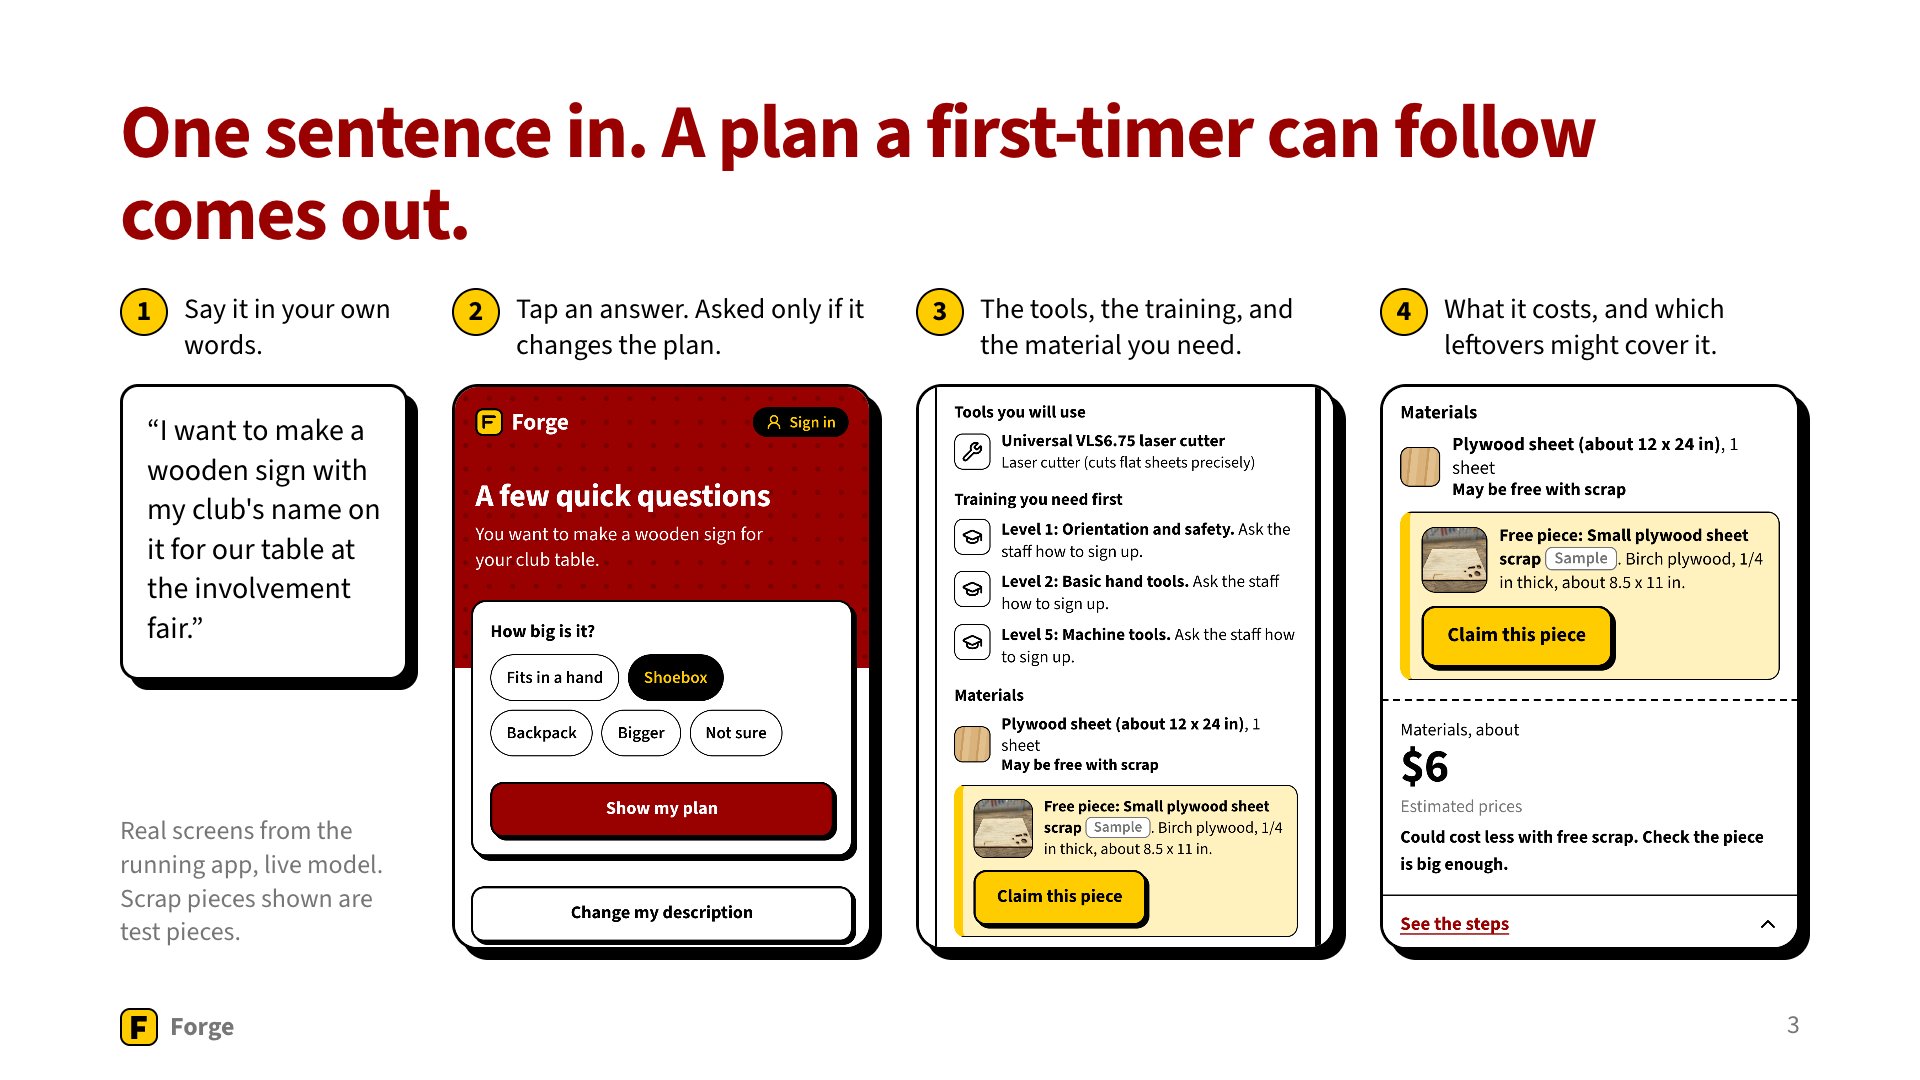 One sentence in. A plan a first-timer can follow
comes out.
1
Say it in your own
words.
“I want to make a
wooden sign with
my club's name on
it for our table at
the involvement
fair.”
Real screens from the
running app, live model.
Scrap pieces shown are
test pieces.
2
Tap an answer. Asked only if it
changes the plan.
F Forge
Sign in
A few quick questions
You want to make a wooden sign for
your club table.
How big is it?
Fits in a hand
Shoebox
Backpack
Bigger
Not sure
Show my plan
Change my description
3
The tools, the training, and
the material you need.
Tools you will use
Universal VLS6.75 laser cutter
Laser cutter (cuts flat sheets precisely)
Training you need first
Level 1: Orientation and safety. Ask the
staff how to sign up.
Level 2: Basic hand tools. Ask the staff
how to sign up.
Level 5: Machine tools. Ask the staff how
to sign up.
Materials
Plywood sheet (about 12 x 24 in), 1
sheet
May be free with scrap
Free piece: Small plywood sheet
scrap Sample. Birch plywood, 1/4
in thick, about 8.5 x 11 in.
Claim this piece
4
What it costs, and which
leftovers might cover it.
Materials
Plywood sheet (about 12 x 24 in), 1
sheet
May be free with scrap
Free piece: Small plywood sheet
scrap Sample. Birch plywood, 1/4
in thick, about 8.5 x 11 in.
Claim this piece
Materials, about
$6
Estimated prices
Could cost less with free scrap. Check the piece
is big enough.
See the steps
F Forge
3